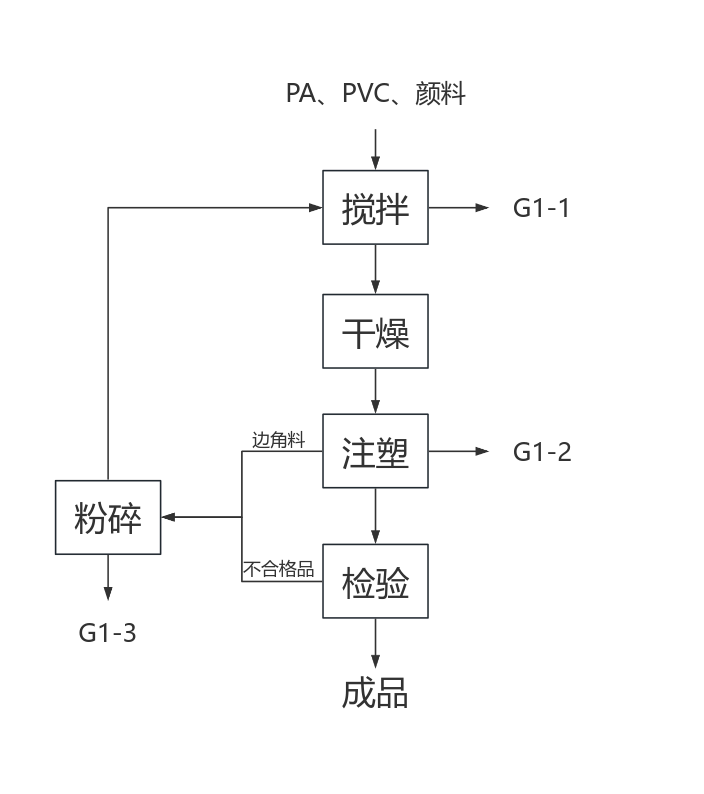 PA、PVC、颜料
搅拌
G1-1
干燥
边角料
注塑
G1-2
粉碎
不合格品
检验
G1-3
成品